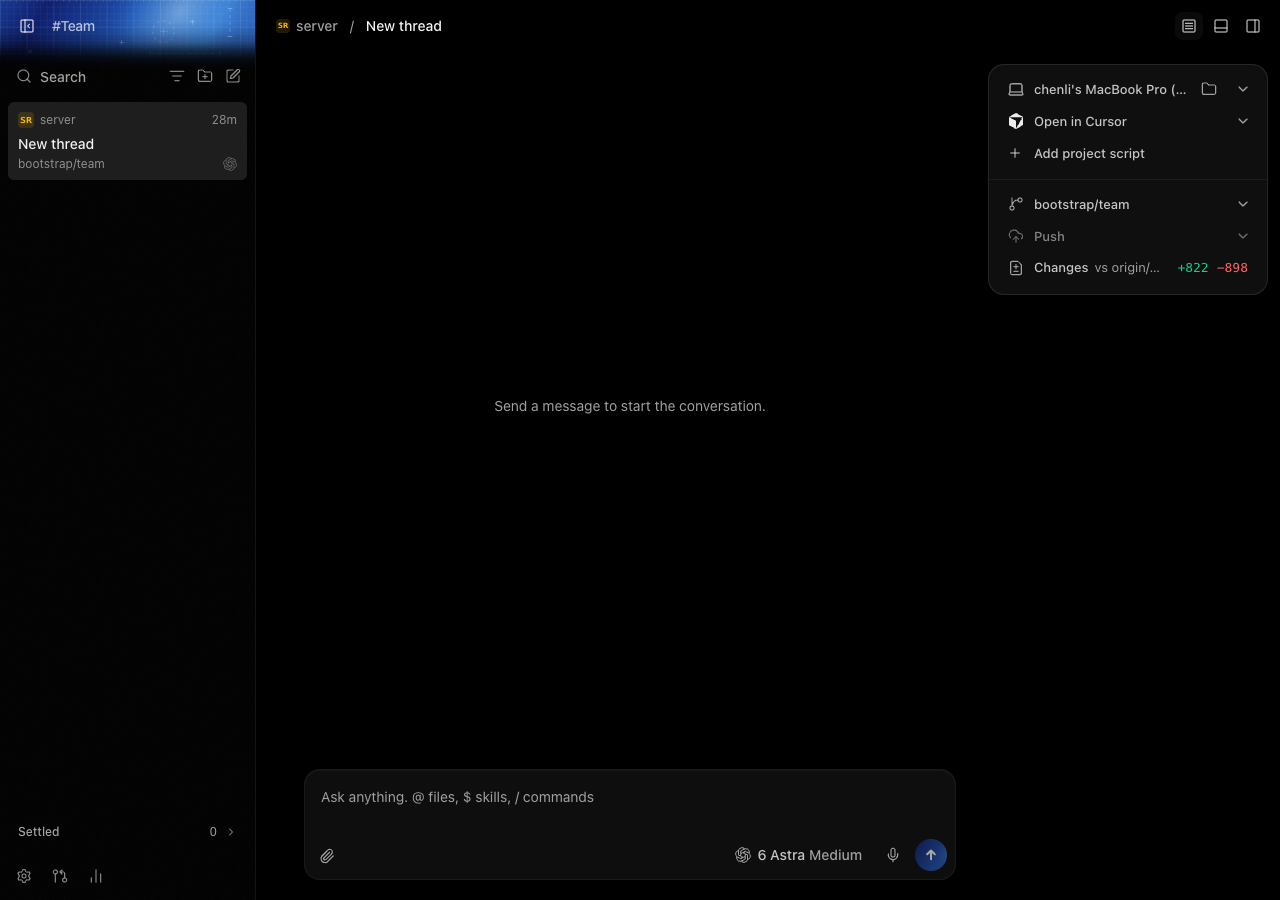 #Team
Search
SR server 28m
New thread
bootstrap/team
Settled 0
SR server / New thread
chenli's MacBook Pro (...
Open in Cursor
Add project script
bootstrap/team
Push
Changes vs origin/... +822 −898
Send a message to start the conversation.
Ask anything. @ files, $ skills, / commands
6 Astra Medium